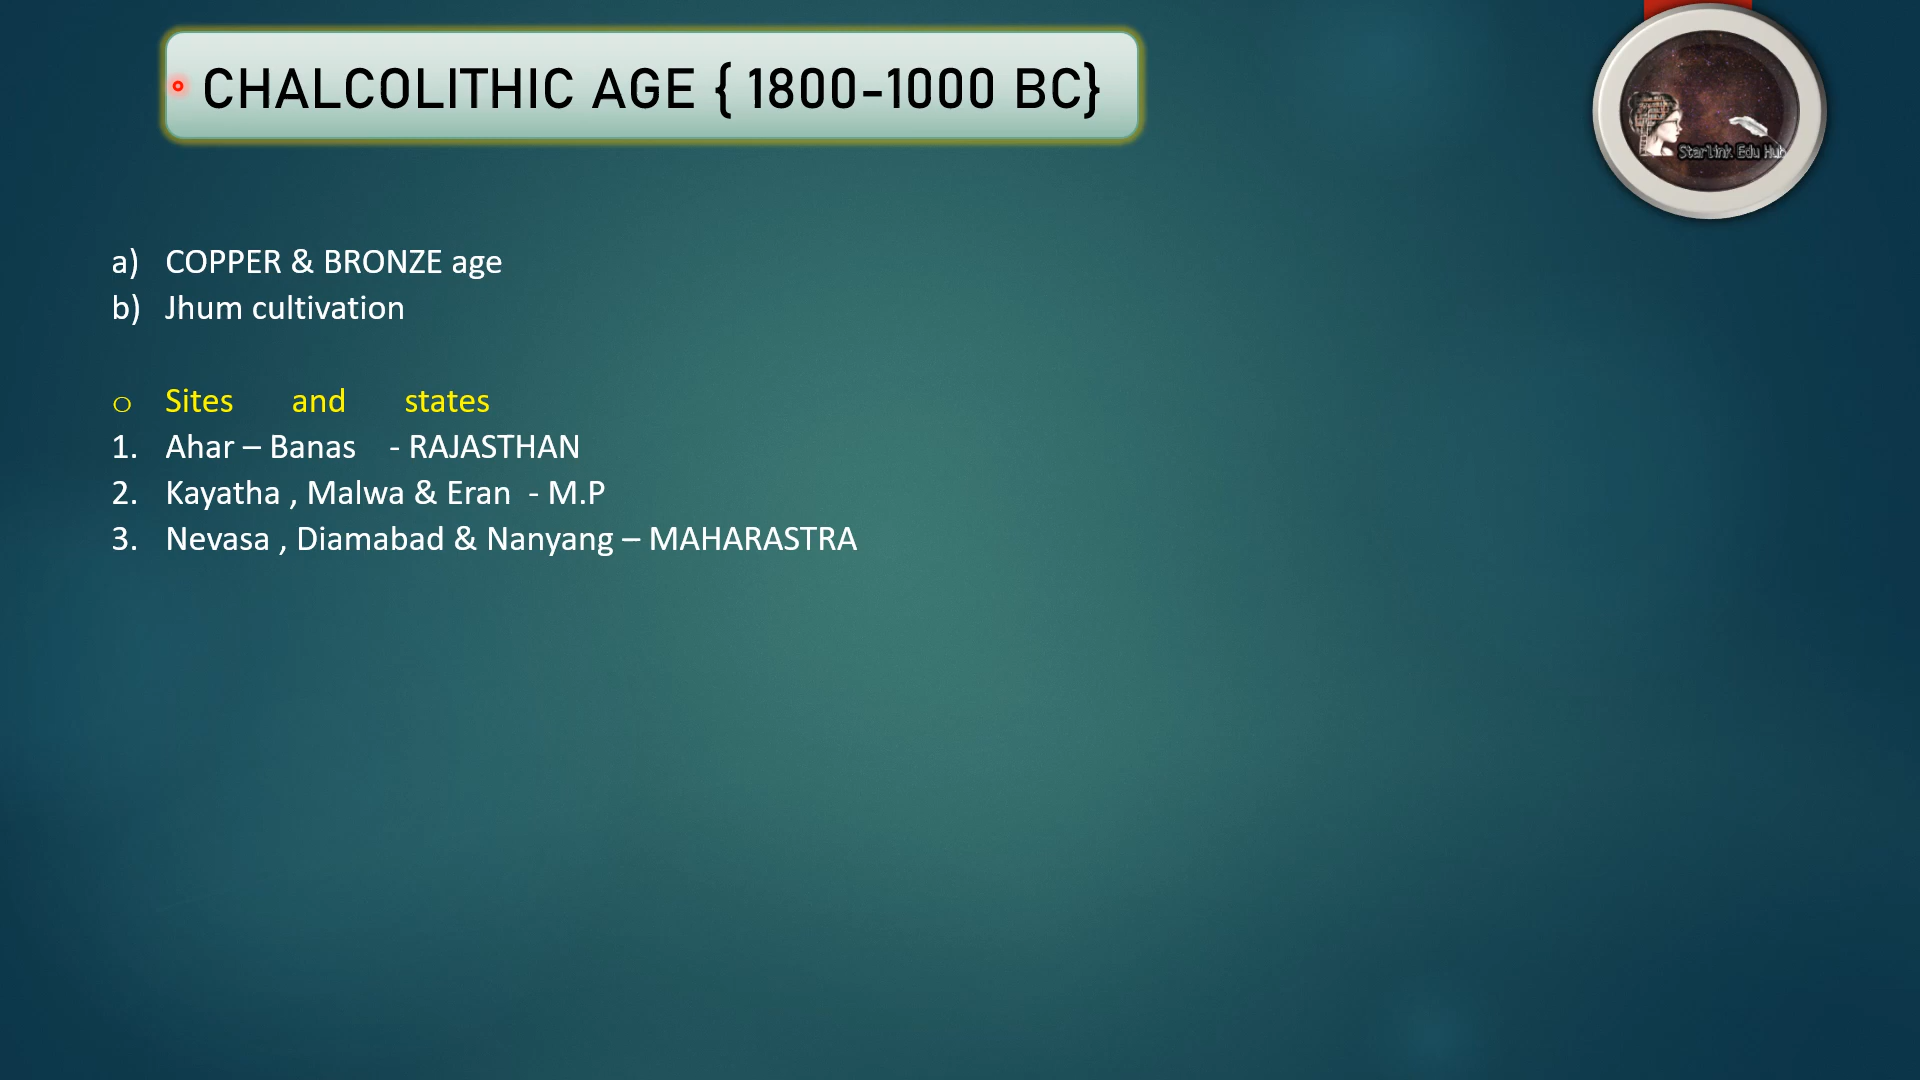 CHALCOLITHIC AGE { 1800-1000 BC}
Starlink Edu Hub
a) COPPER & BRONZE age
b) Jhum cultivation
o Sites and states
1. Ahar – Banas - RAJASTHAN
2. Kayatha , Malwa & Eran - M.P
3. Nevasa , Diamabad & Nanyang – MAHARASTRA